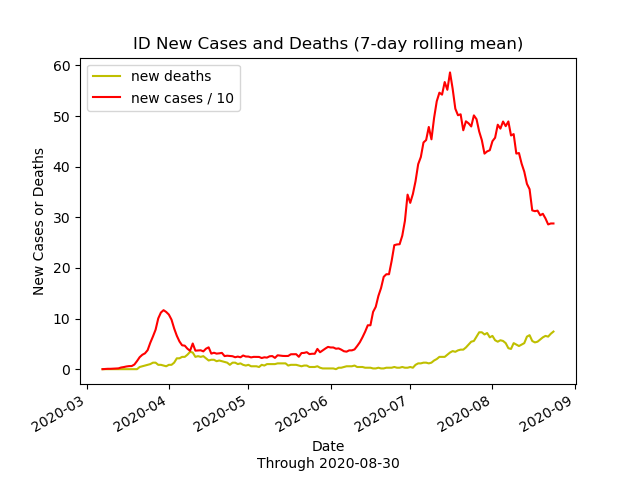 ID New Cases and Deaths (7-day rolling mean)
new deaths
new cases / 10
60
50
40
30
20
10
0
New Cases or Deaths
2020-03
2020-04
2020-05
2020-06
2020-07
2020-08
2020-09
Date
Through 2020-08-30